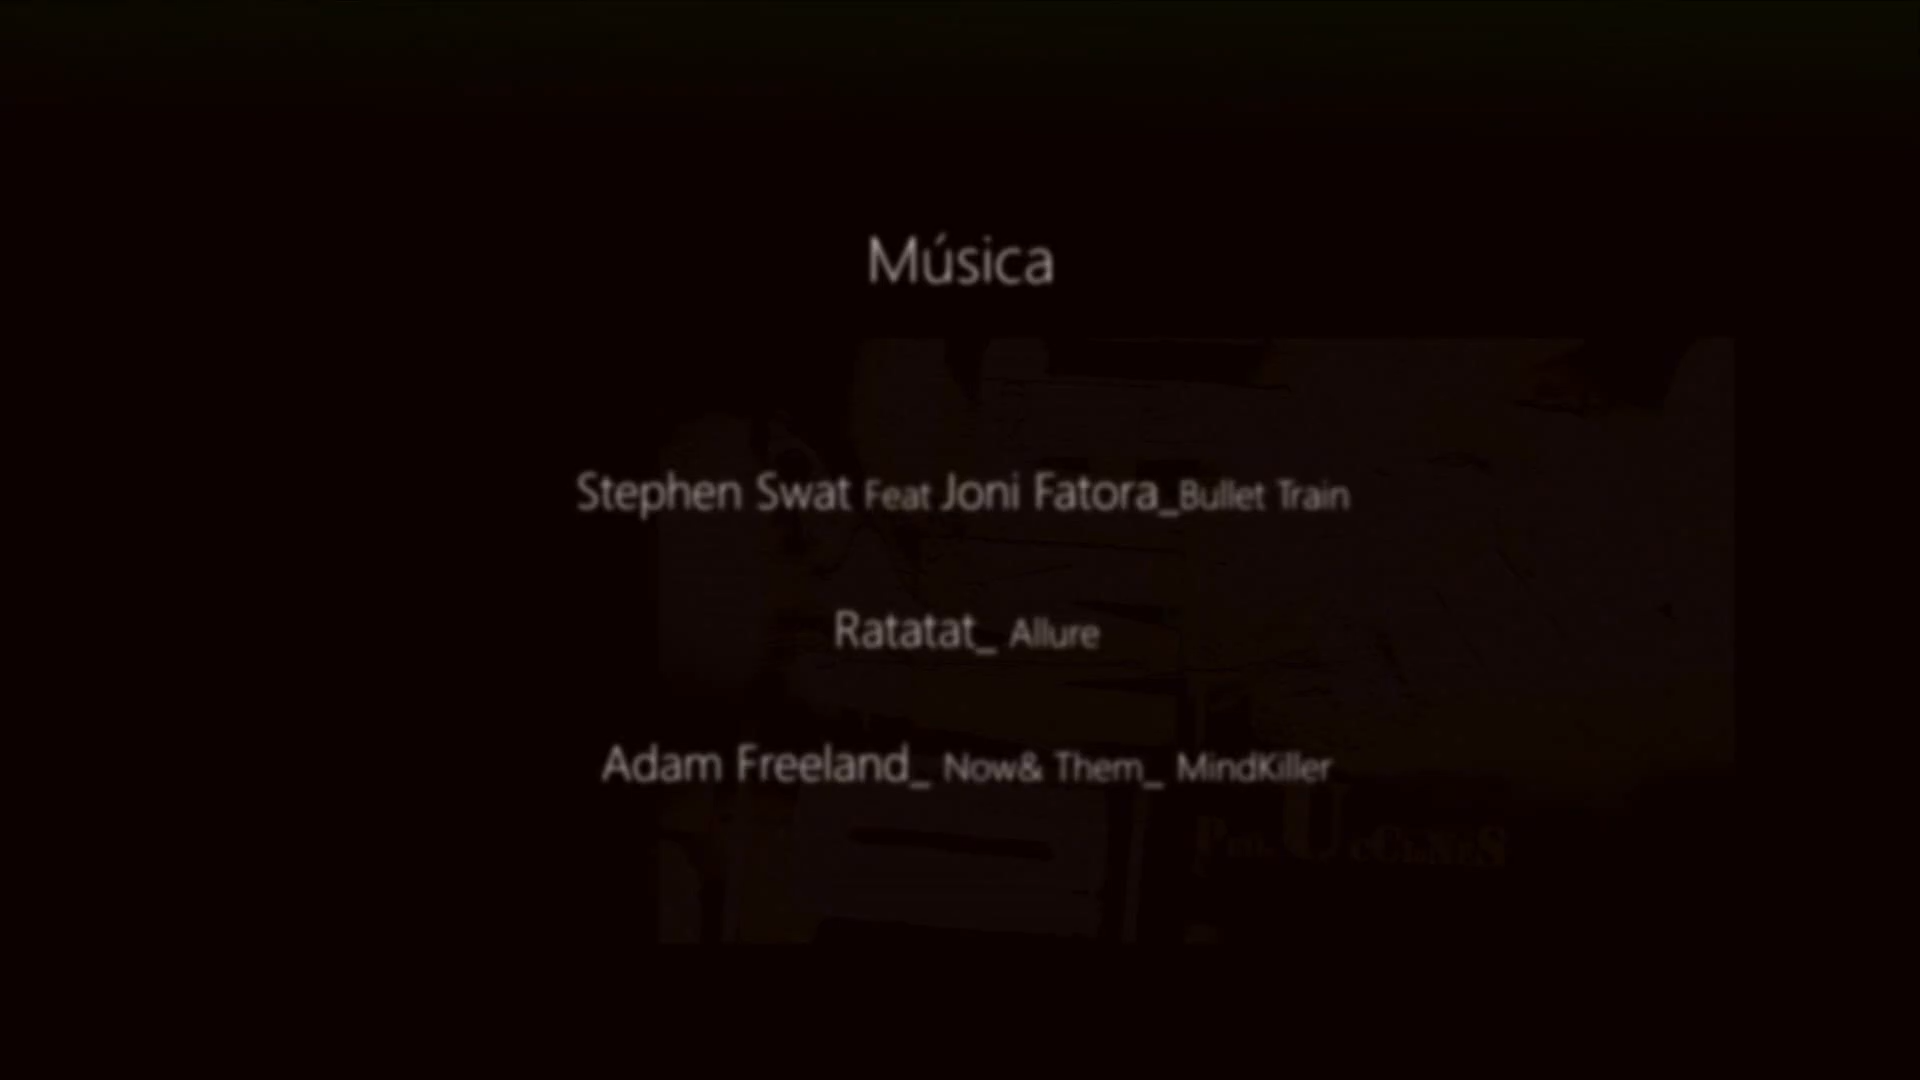 Música
Stephen Swat Feat Joni Fatora_Bullet Train
Ratatat_ Allure
Adam Freeland_ Now& Them_ MindKiller